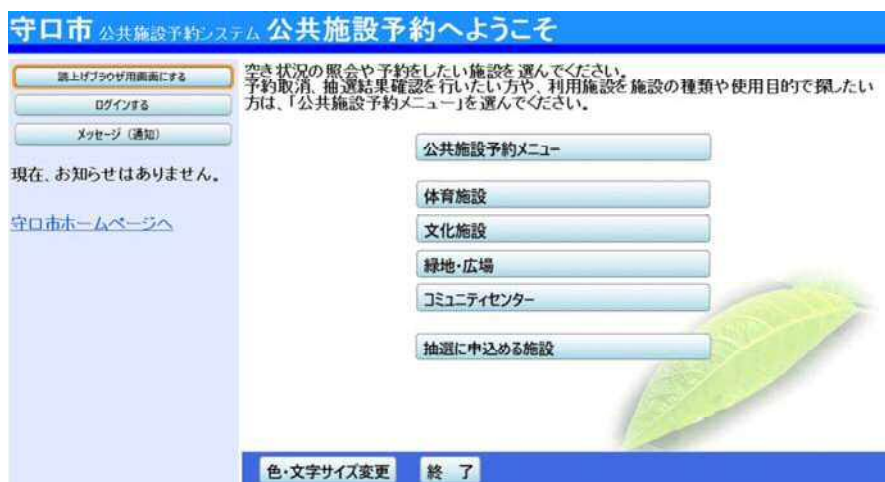 守口市 公共施設予約システム 公共施設予約へようこそ
読上げブラウザ用画面にする
ログインする
メッセージ（通知）
現在、お知らせはありません。
守口市ホームページへ
空き状況の照会や予約をしたい施設を選んでください。
予約取消、抽選結果確認を行いたい方や、利用施設を施設の種類や使用目的で探したい
方は、「公共施設予約メニュー」を選んでください。
公共施設予約メニュー
体育施設
文化施設
緑地・広場
コミュニティセンター
抽選に申込める施設
色・文字サイズ変更
終 了